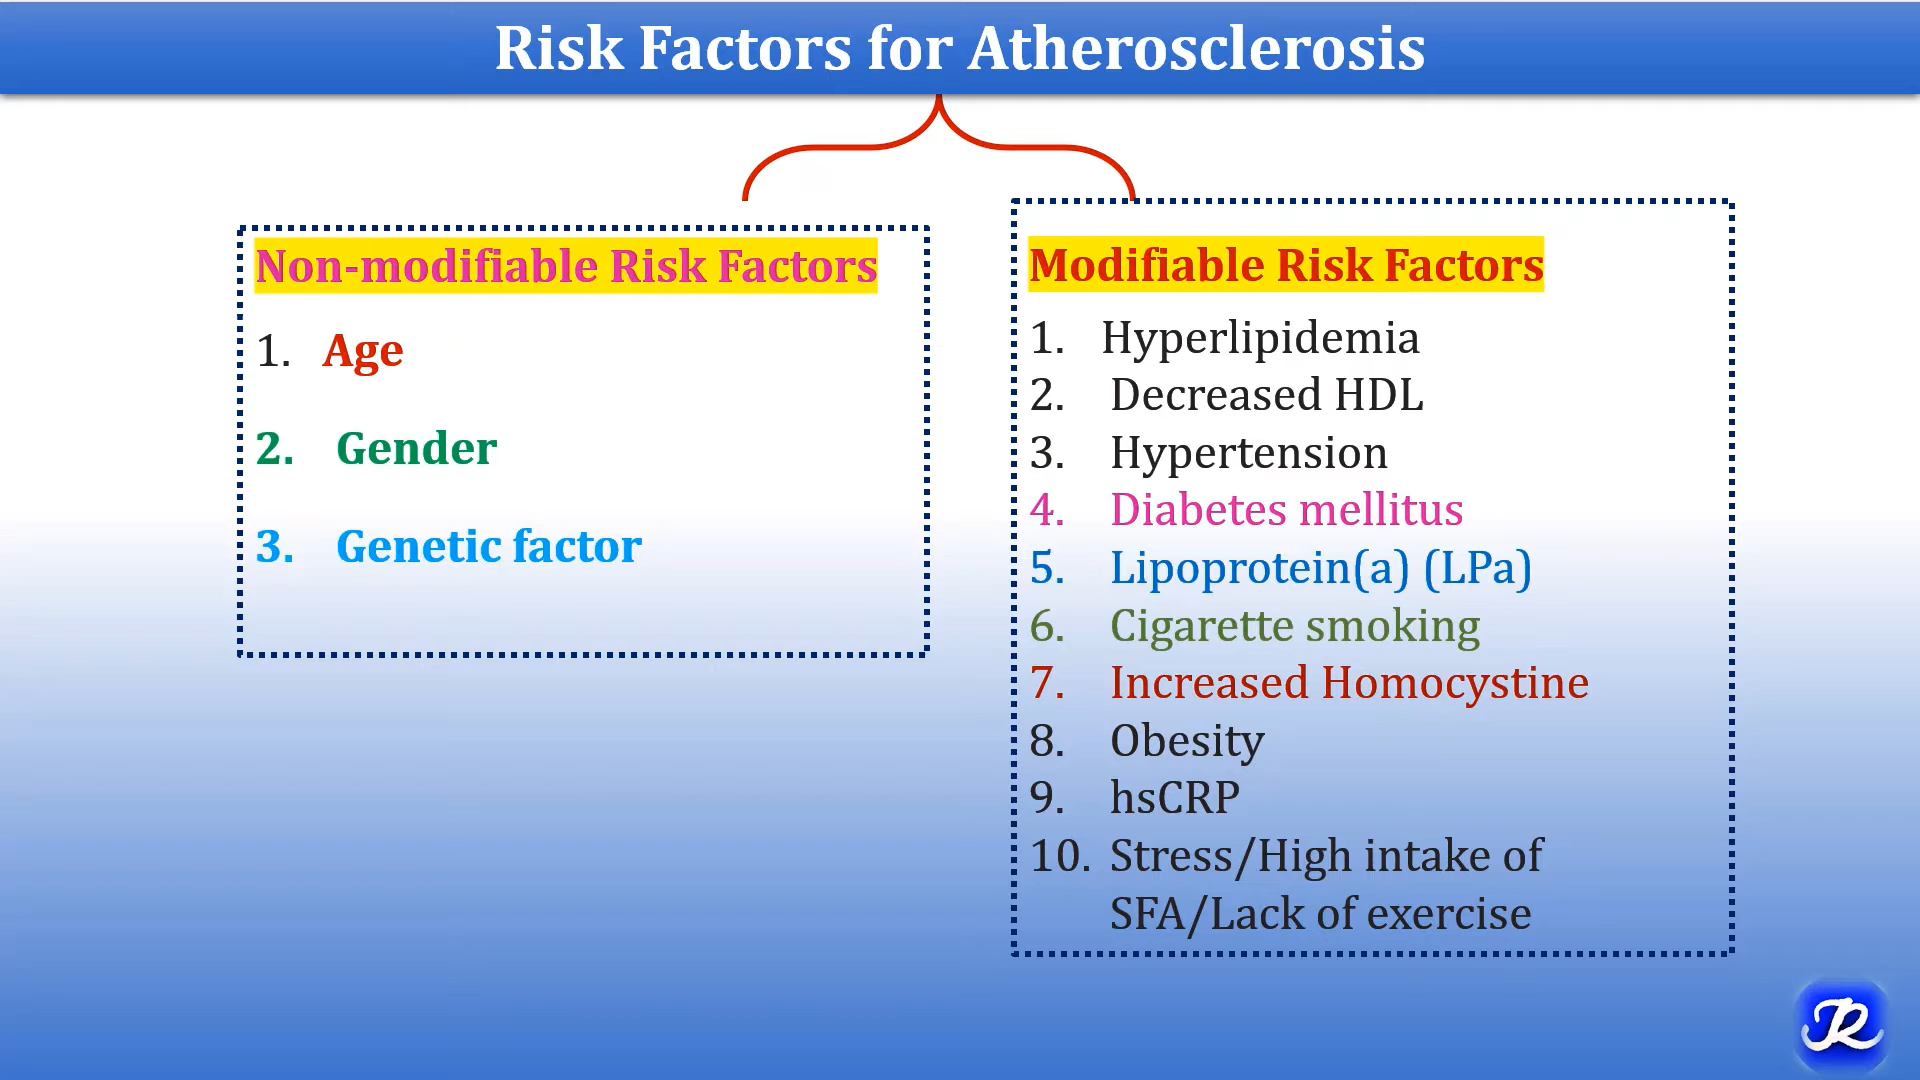 Risk Factors for Atherosclerosis
Non-modifiable Risk Factors
1. Age
2. Gender
3. Genetic factor
Modifiable Risk Factors
1. Hyperlipidemia
2. Decreased HDL
3. Hypertension
4. Diabetes mellitus
5. Lipoprotein(a) (LPa)
6. Cigarette smoking
7. Increased Homocystine
8. Obesity
9. hsCRP
10. Stress/High intake of
SFA/Lack of exercise
JR